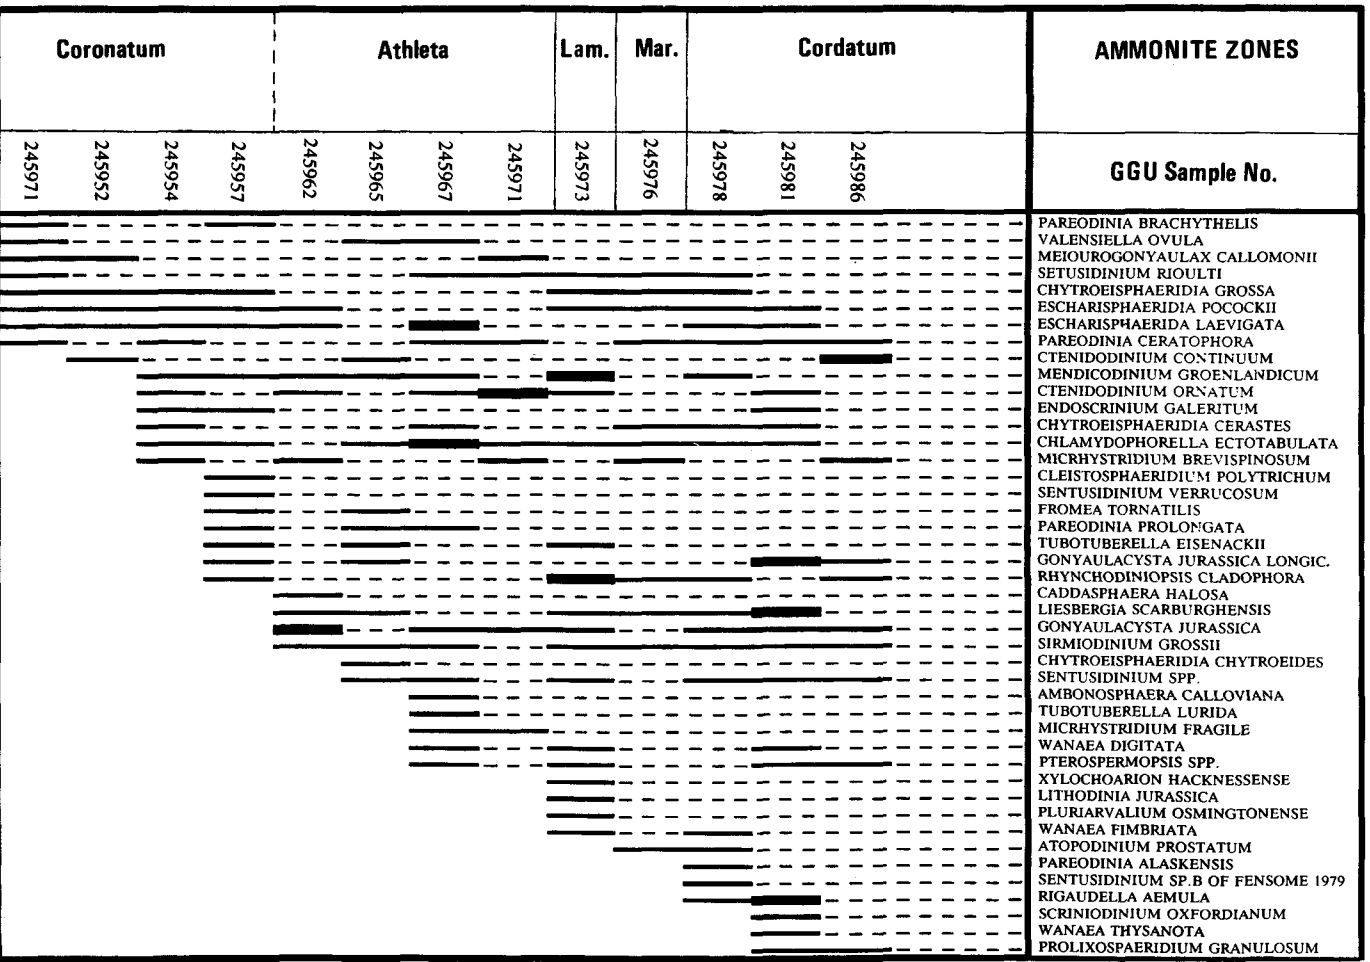 Coronatum Athleta Lam. Mar. Cordatum AMMONITE ZONES
245971 245952 245954 245957 245962 245965 245967 245971 245973 245976 245978 245981 245986 GGU Sample No.
PAREODINIA BRACHYTHELIS
VALENSIELLA OVULA
MEIOUROGONYAULAX CALLOMONII
SETUSIDINIUM RIOULTI
CHYTROEISPHAERIDIA GROSSA
ESCHARISPHAERIDIA POCOCKII
ESCHARISPHAERIDA LAEVIGATA
PAREODINIA CERATOPHORA
CTENIDODINIUM CONTINUUM
MENDICODINIUM GROENLANDICUM
CTENIDODINIUM ORNATUM
ENDOSCRINIUM GALERITUM
CHYTROEISPHAERIDIA CERASTES
CHLAMYDOPHORELLA ECTOTABULATA
MICRHYSTRIDIUM BREVISPINOSUM
CLEISTOSPHAERIDIUM POLYTRICHUM
SENTUSIDINIUM VERRUCOSUM
FROMEA TORNATILIS
PAREODINIA PROLONGATA
TUBOTUBERELLA EISENACKII
GONYAULACYSTA JURASSICA LONGIC.
RHYNCHODINIOPSIS CLADOPHORA
CADDASPHAERA HALOSA
LIESBERGIA SCARBURGHENSIS
GONYAULACYSTA JURASSICA
SIRMIODINIUM GROSSII
CHYTROEISPHAERIDIA CHYTROEIDES
SENTUSIDINIUM SPP.
AMBONOSPHAERA CALLOVIANA
TUBOTUBERELLA LURIDA
MICRHYSTRIDIUM FRAGILE
WANAEA DIGITATA
PTEROSPERMOPSIS SPP.
XYLOCHOARION HACKNESSENSE
LITHODINIA JURASSICA
PLURIARVALIUM OSMINGTONENSE
WANAEA FIMBRIATA
ATOPODINIUM PROSTATUM
PAREODINIA ALASKENSIS
SENTUSIDINIUM SP.B OF FENSOME 1979
RIGAUDELLA AEMULA
SCRINIODINIUM OXFORDIANUM
WANAEA THYSANOTA
PROLIXOSPAERIDIUM GRANULOSUM